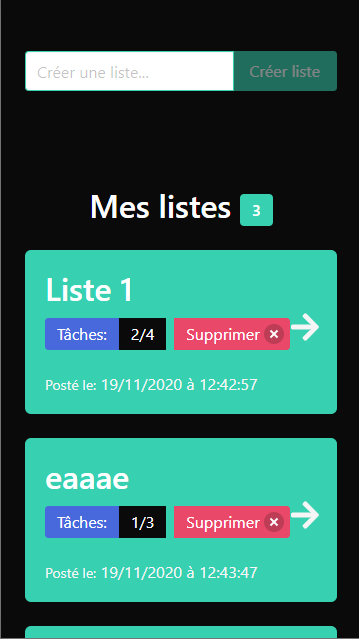 Créer une liste...
Créer liste
Mes listes 3
Liste 1
Tâches: 2/4 Supprimer
Posté le: 19/11/2020 à 12:42:57
eaaae
Tâches: 1/3 Supprimer
Posté le: 19/11/2020 à 12:43:47